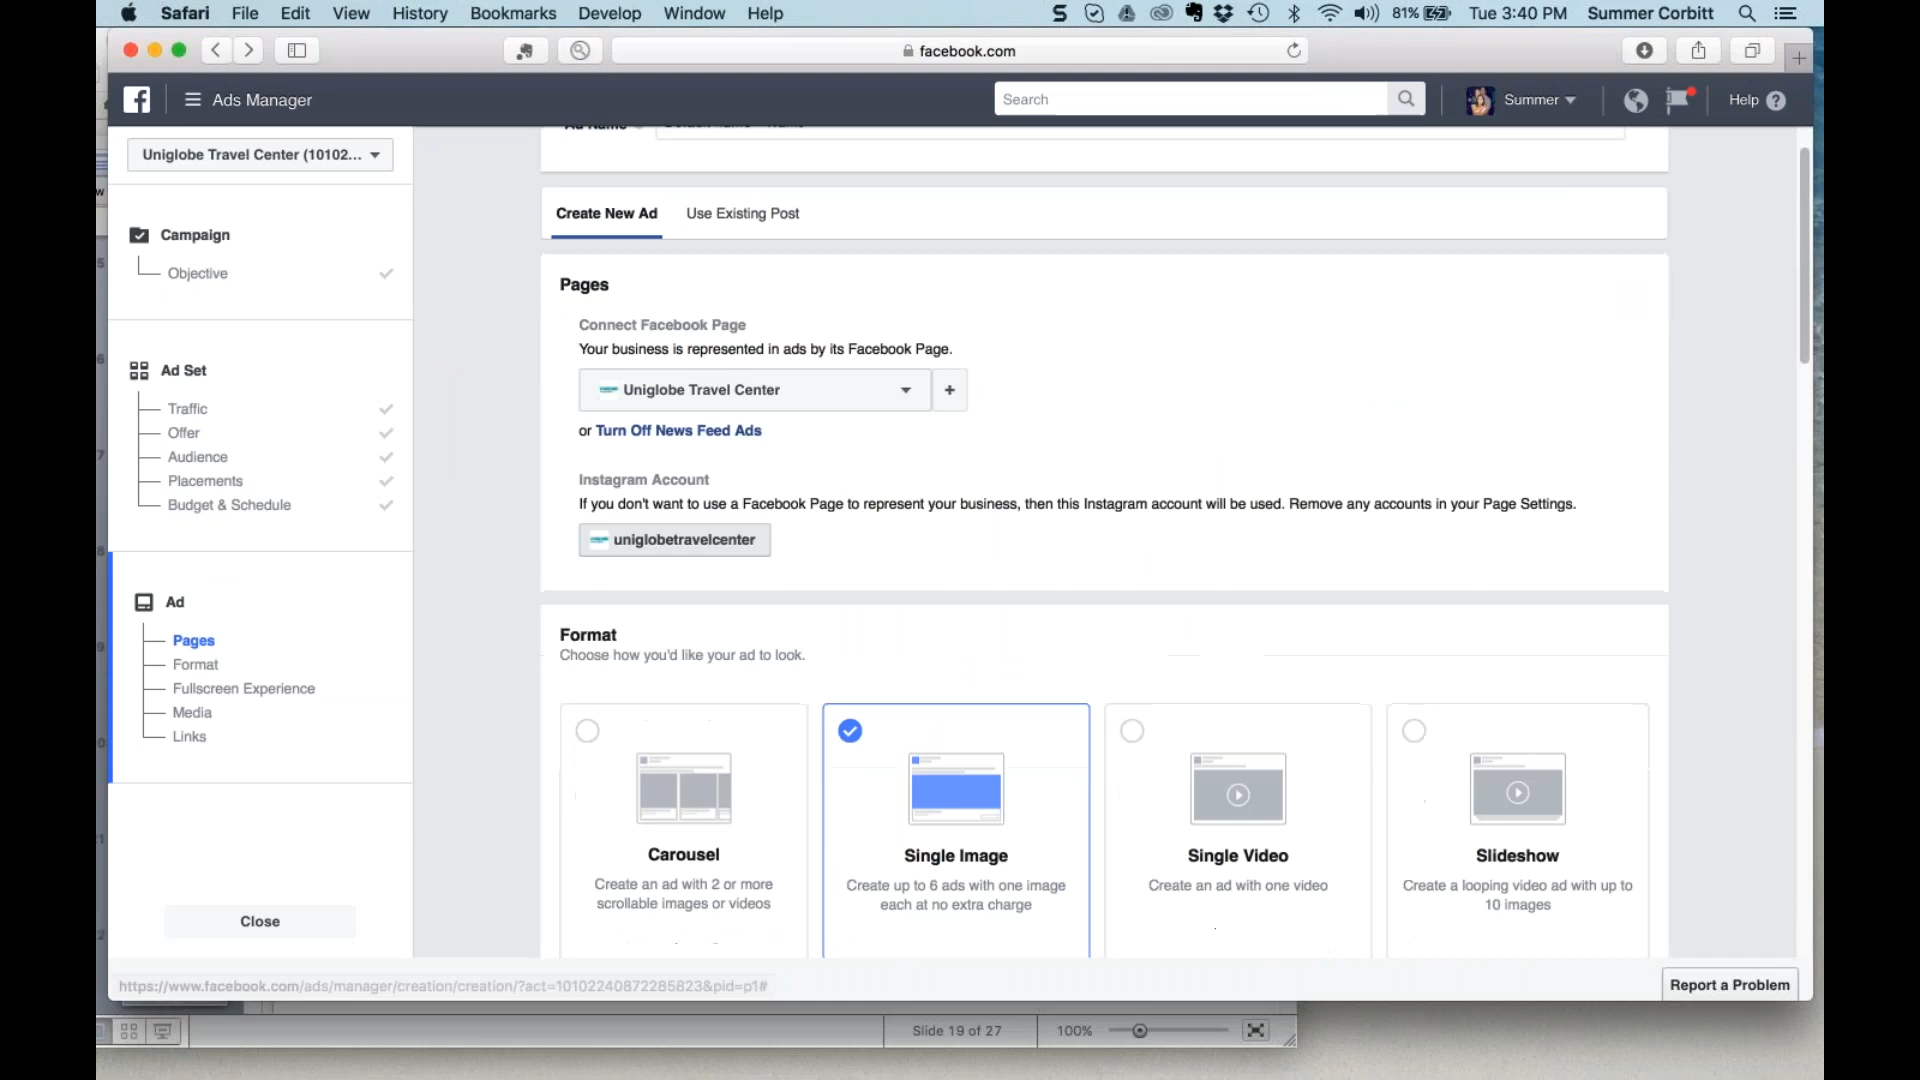 Safari File Edit View History Bookmarks Develop Window Help 81% Tue 3:40 PM Summer Corbitt
facebook.com
Ads Manager Search Summer Help
Uniglobe Travel Center (10102...
Ad Name
Create New Ad Use Existing Post
Campaign
Objective
Ad Set
Traffic
Offer
Audience
Placements
Budget & Schedule
Ad
Pages
Format
Fullscreen Experience
Media
Links
Close
Pages
Connect Facebook Page
Your business is represented in ads by its Facebook Page.
Uniglobe Travel Center +
or Turn Off News Feed Ads
Instagram Account
If you don't want to use a Facebook Page to represent your business, then this Instagram account will be used. Remove any accounts in your Page Settings.
uniglobetravelcenter
Format
Choose how you'd like your ad to look.
Carousel
Create an ad with 2 or more
scrollable images or videos
Single Image
Create up to 6 ads with one image
each at no extra charge
Single Video
Create an ad with one video
Slideshow
Create a looping video ad with up to
10 images
https://www.facebook.com/ads/manager/creation/creation/?act=10102240872285823&pid=p1#
Report a Problem
Slide 19 of 27 100%